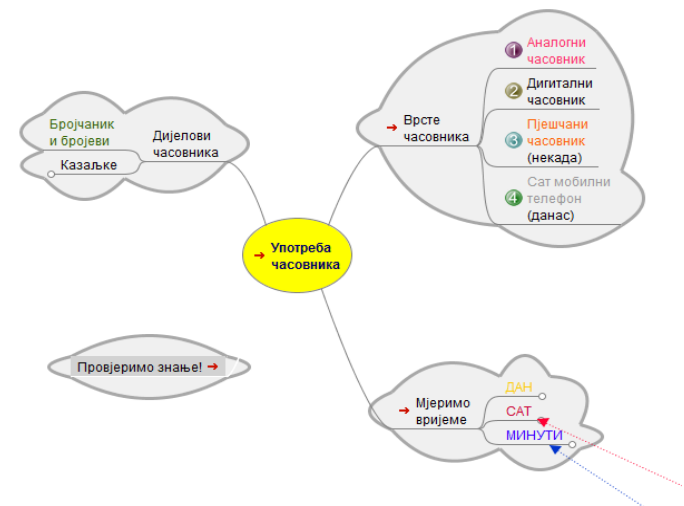 Аналогни
часовник
Дигитални
часовник
Пјешчани
часовник
(некада)
Сат мобилни
телефон
(данас)
1
2
3
4
Врсте
часовника
Бројчаник
и бројеви
Казаљке
Дијелови
часовника
Употреба
часовника
Провјеримо знање!
Мјеримо
вријеме
ДАН
САТ
МИНУТИ